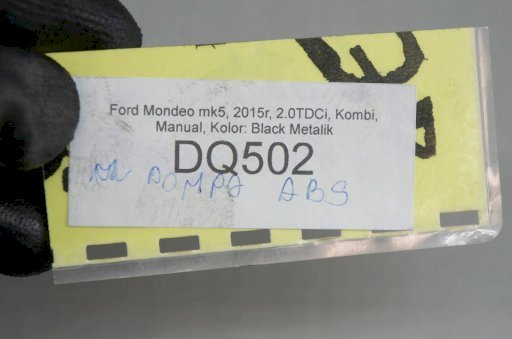 Ford Mondeo mk5, 2015r, 2.0TDCi, Kombi,
Manual, Kolor: Black Metalik
DQ502
POMPA ABS